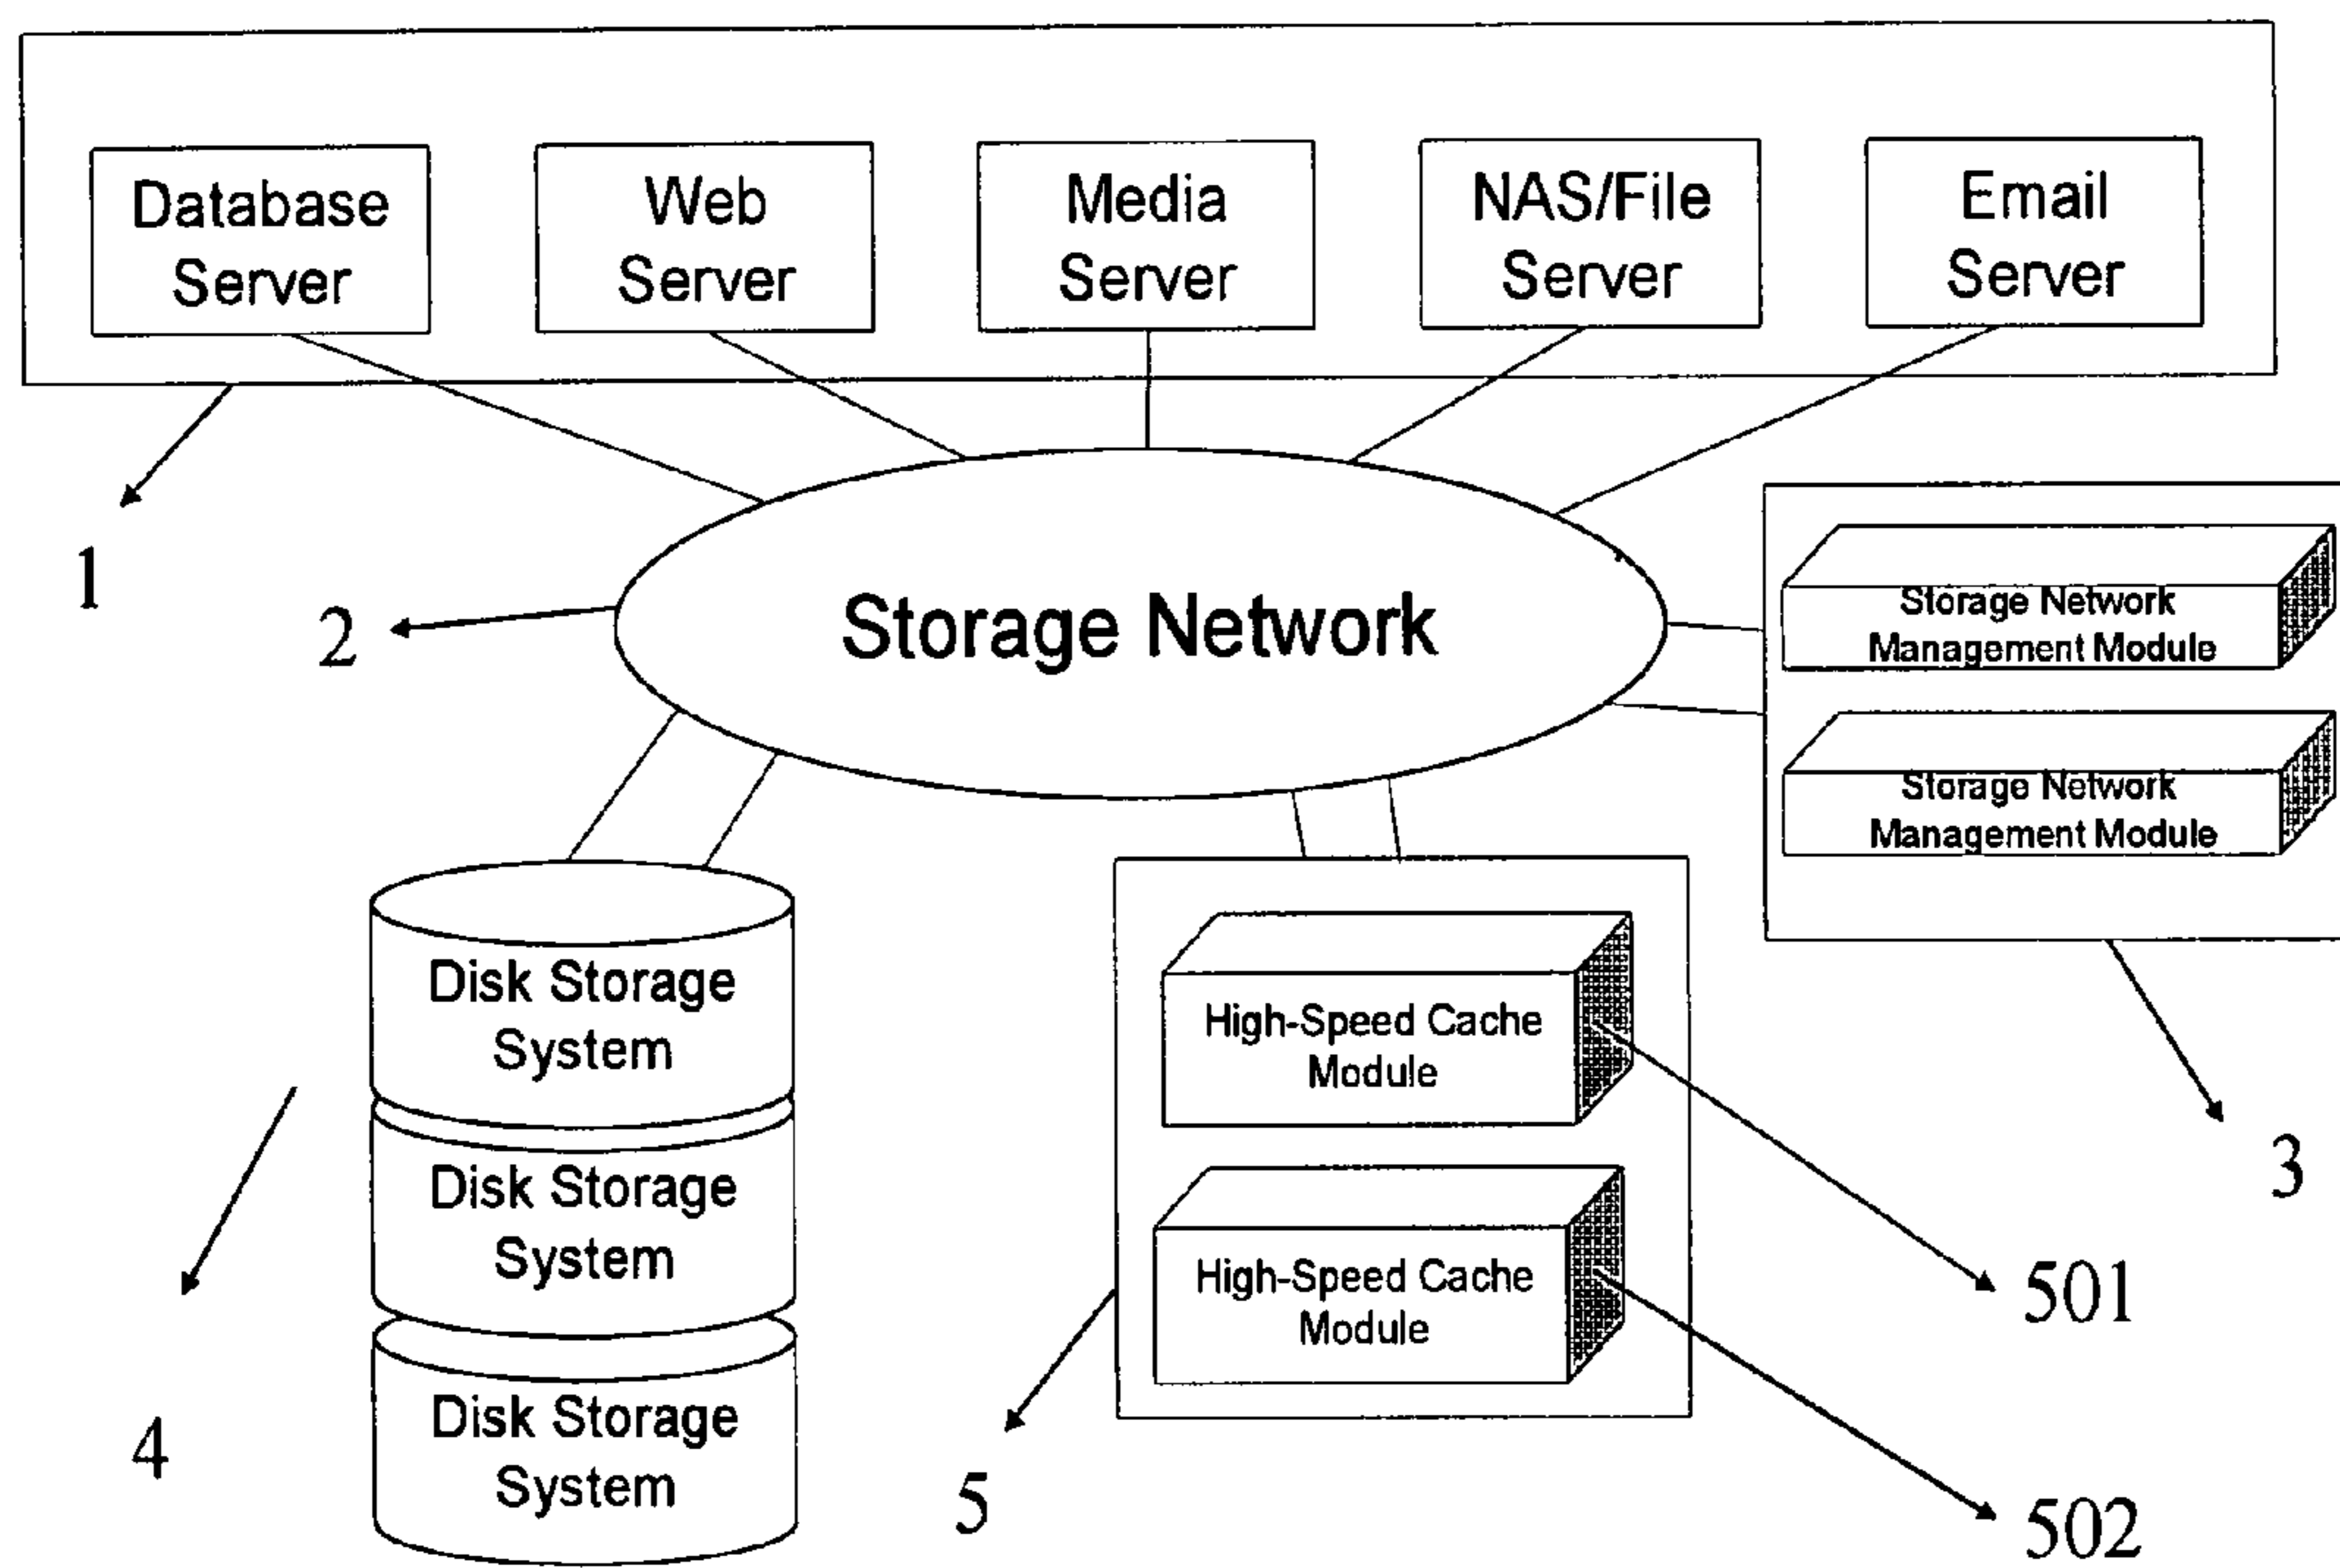 Database
Server
Web
Server
Media
Server
NAS/File
Server
Email
Server
1
2
Storage Network
Storage Network
Management Module
Storage Network
Management Module
3
Disk Storage
System
Disk Storage
System
Disk Storage
System
4
High-Speed Cache
Module
High-Speed Cache
Module
5
501
502